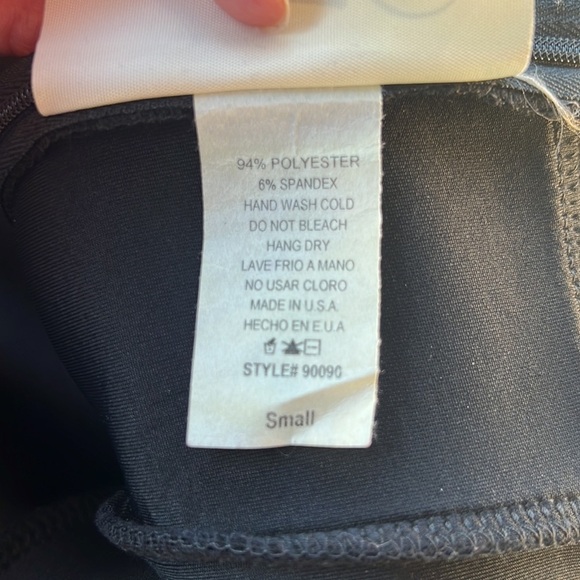 94% POLYESTER
6% SPANDEX
HAND WASH COLD
DO NOT BLEACH
HANG DRY
LAVE FRIO A MANO
NO USAR CLORO
MADE IN U.S.A.
HECHO EN E.U.A
STYLE# 90090
Small